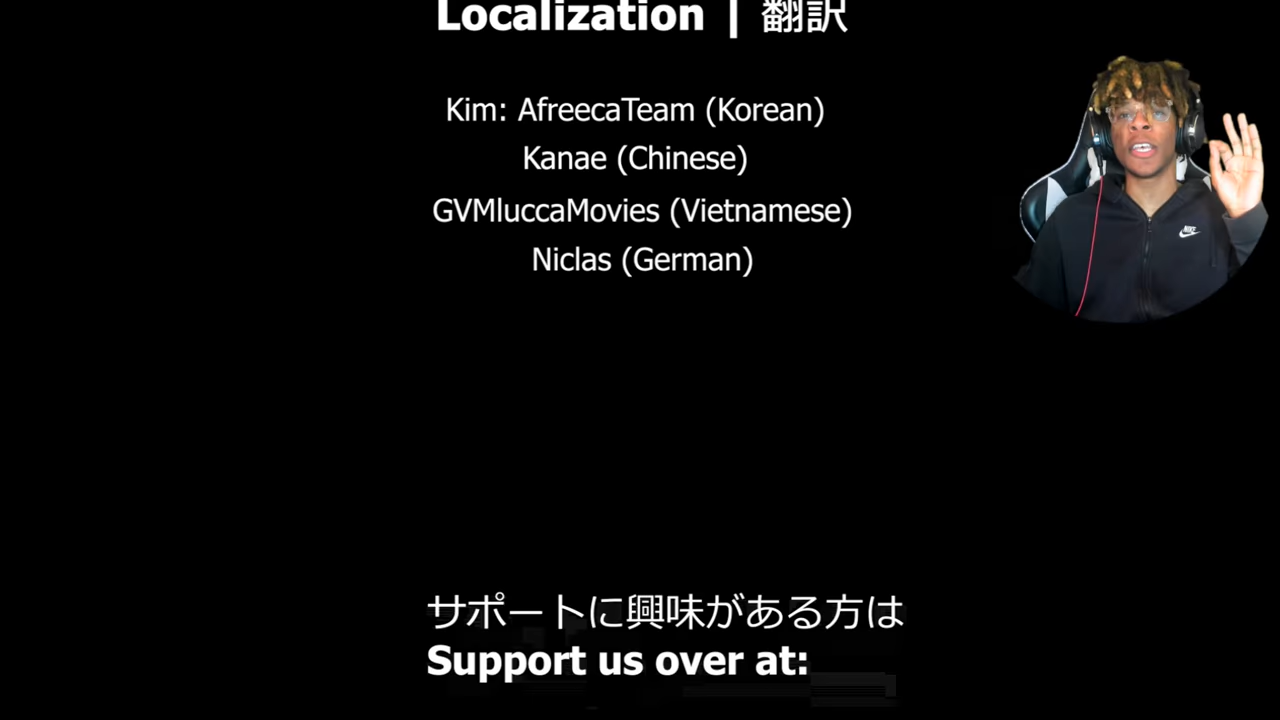 Localization | 翻訳
Kim: AfreecaTeam (Korean)
Kanae (Chinese)
GVMluccaMovies (Vietnamese)
Niclas (German)
サポートに興味がある方は
Support us over at:
NIKE